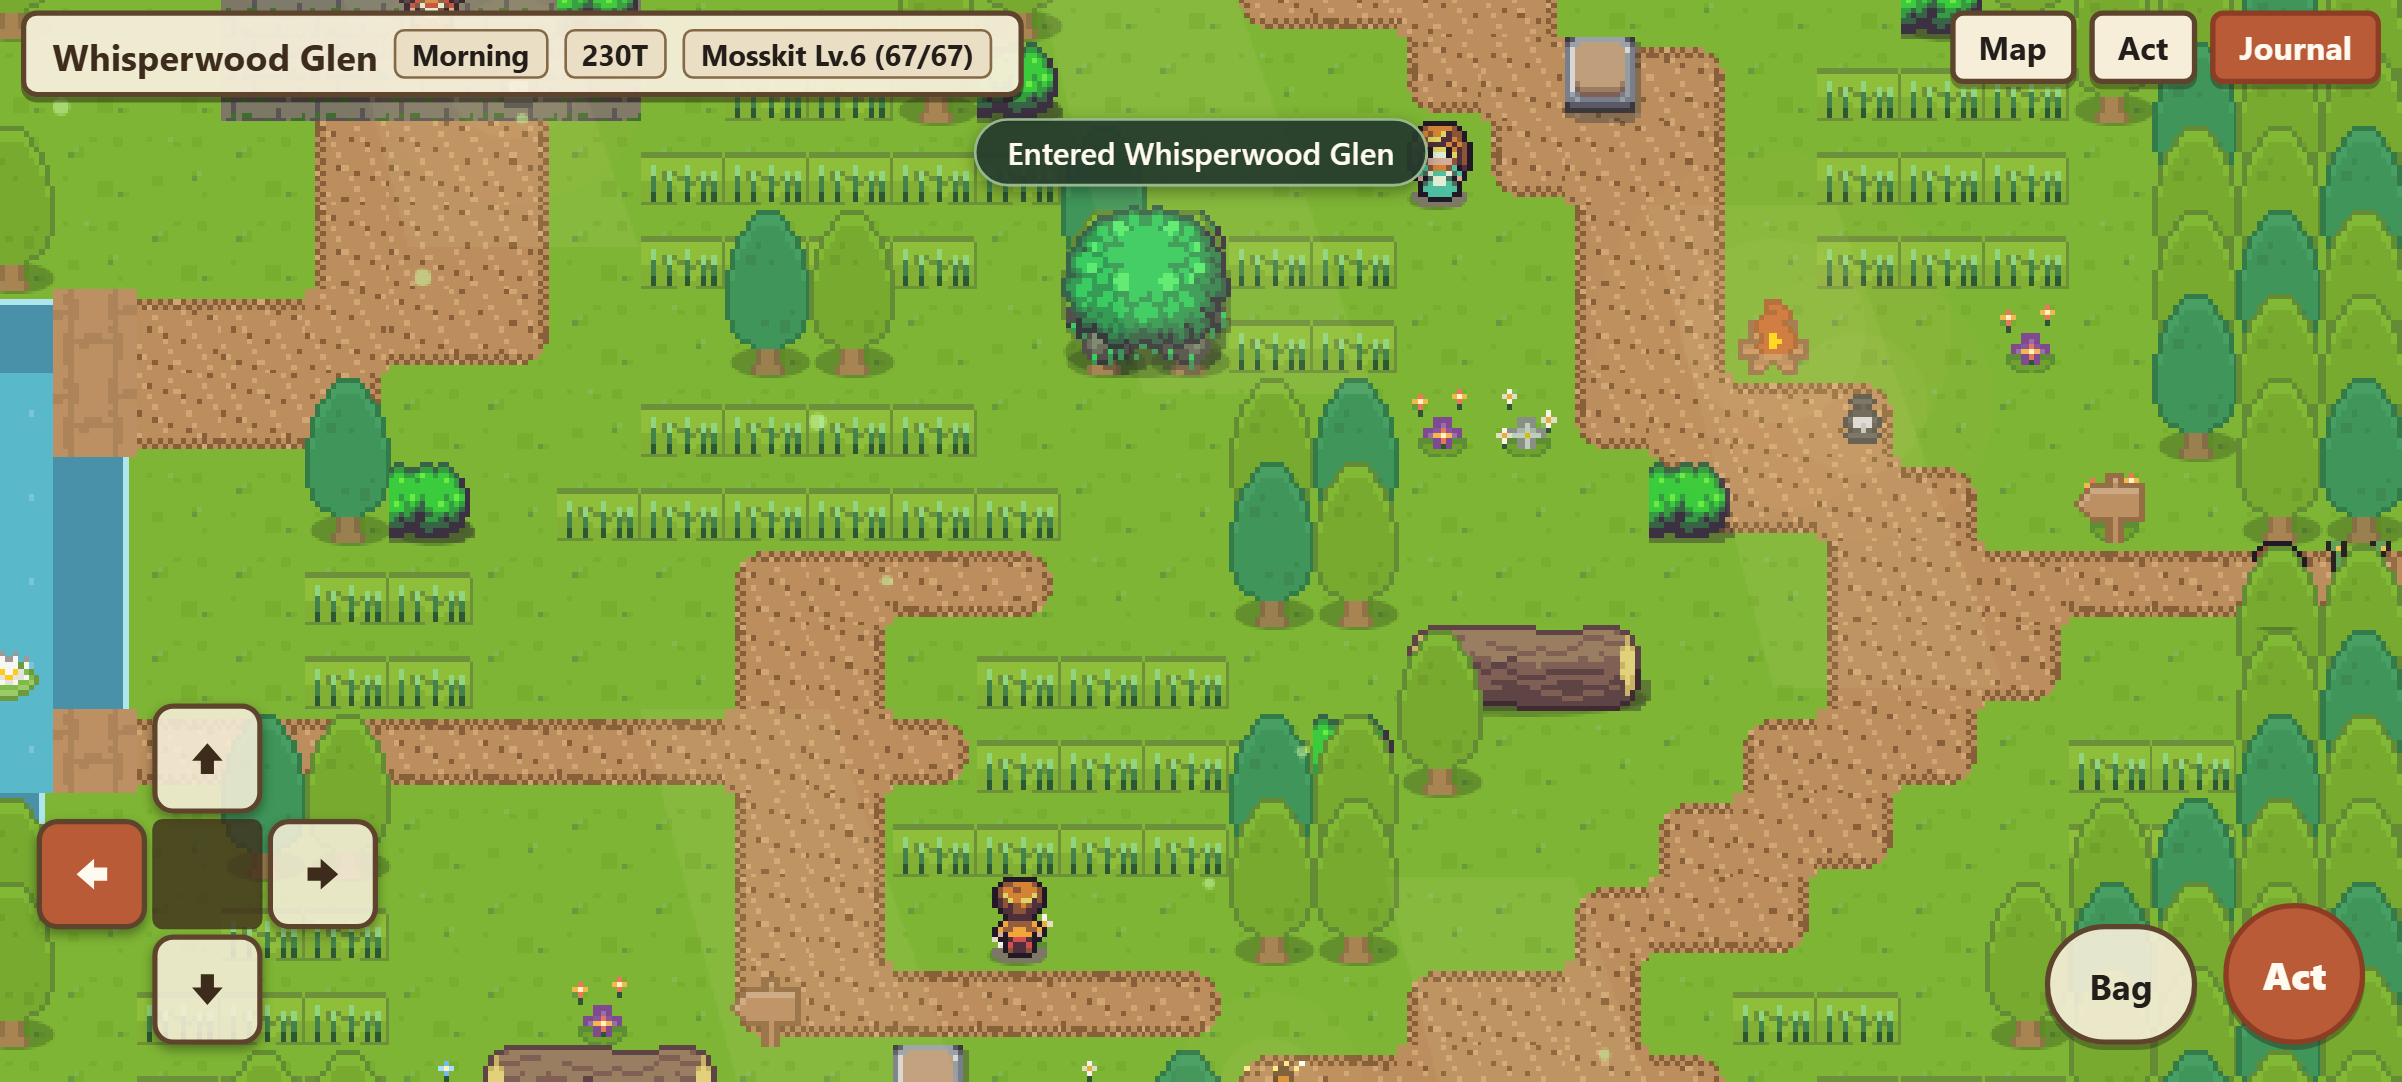 Whisperwood Glen Morning 230T Mosskit Lv.6 (67/67) Map Act Journal
Entered Whisperwood Glen
Bag Act